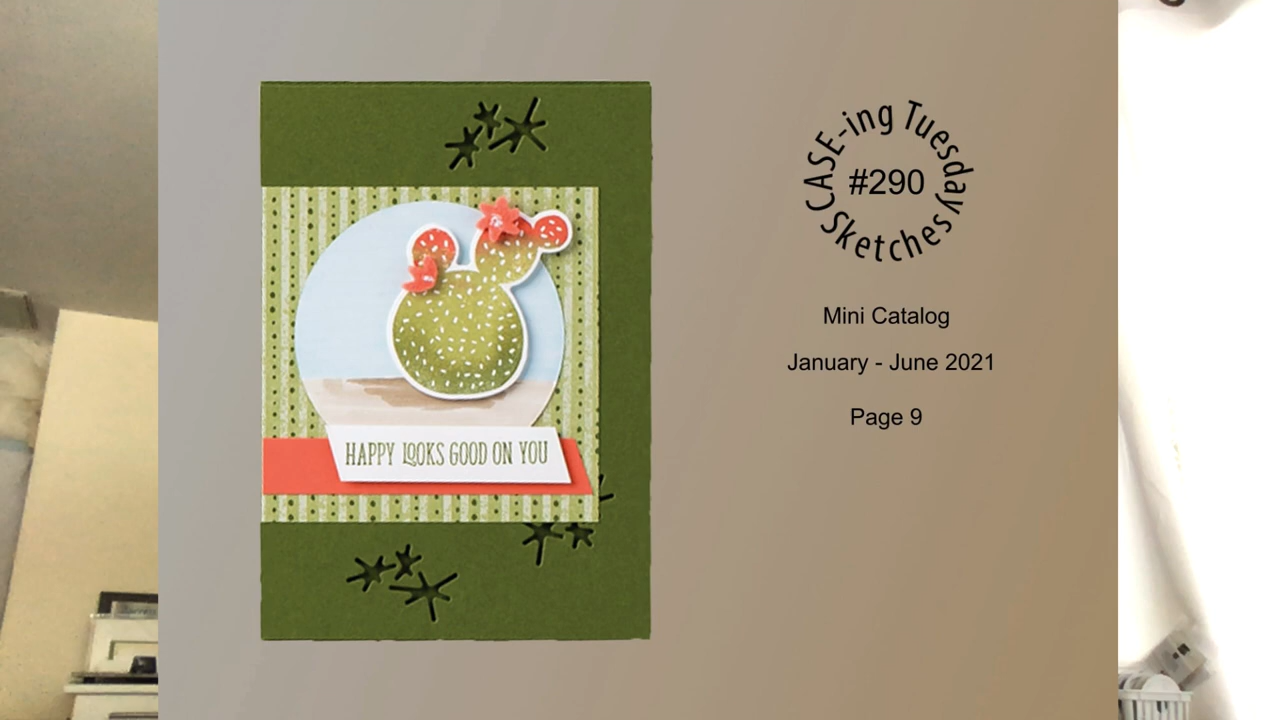 HAPPY LOOKS GOOD ON YOU
CASE-ing Tuesday
#290
Sketches
Mini Catalog
January - June 2021
Page 9